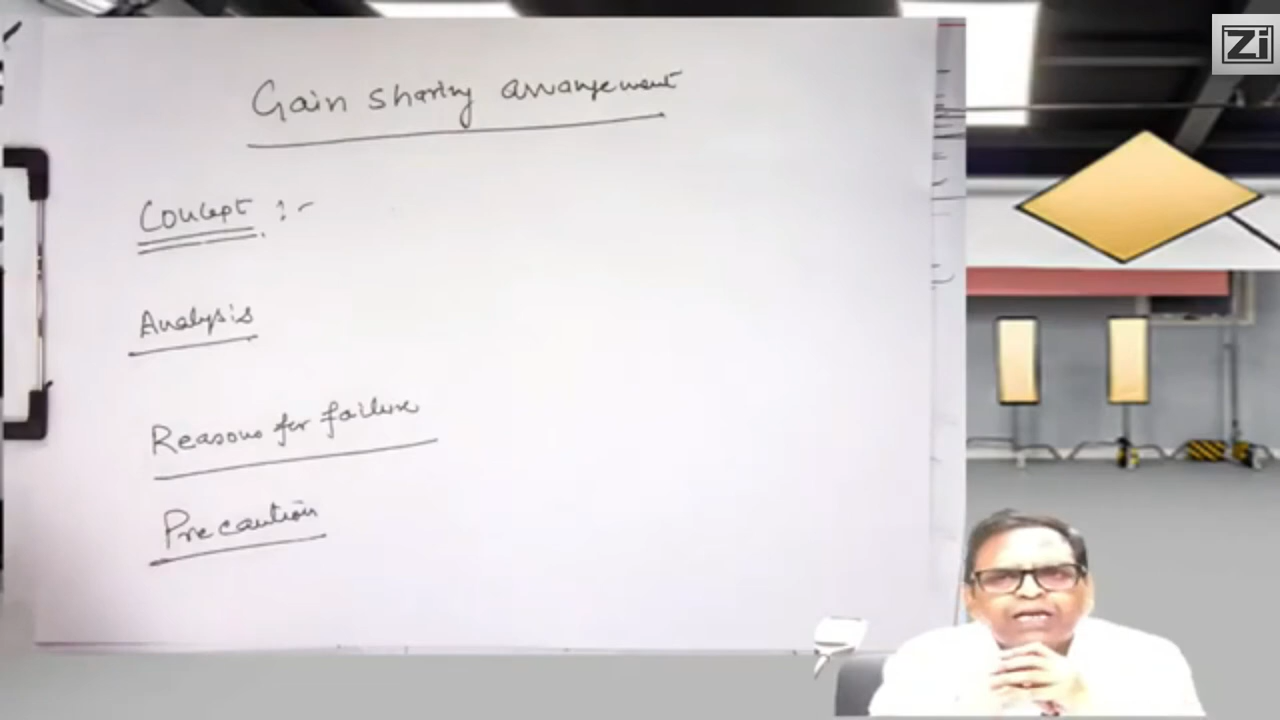 Gain sharing arrangement
Concept :-
Analysis
Reasons for failure
Precaution
Zi